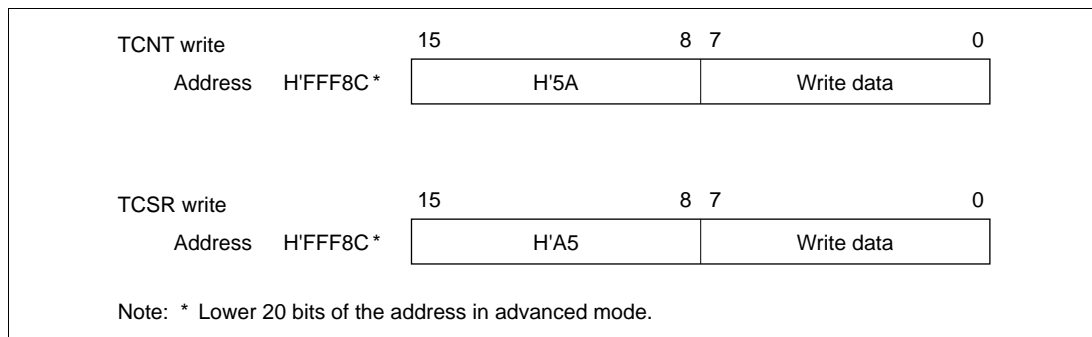 TCNT write 15 8 7 0
Address H'FFF8C* H'5A Write data
TCSR write 15 8 7 0
Address H'FFF8C* H'A5 Write data
Note: * Lower 20 bits of the address in advanced mode.